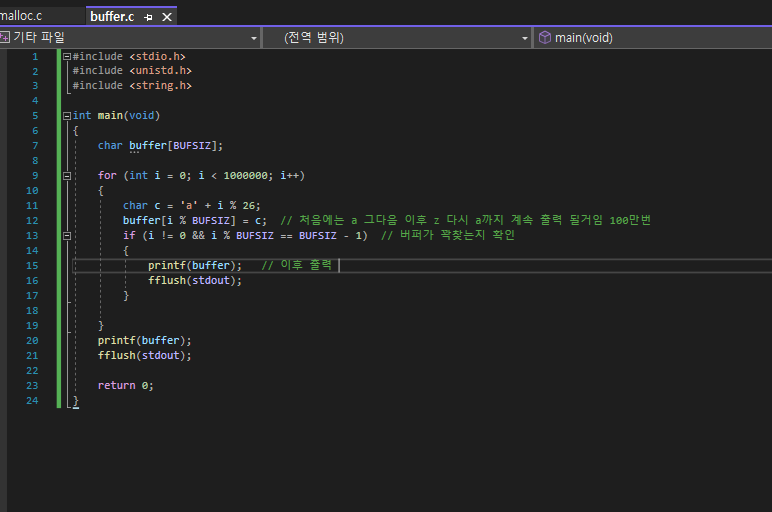 malloc.c buffer.c
기타 파일 (전역 범위) main(void)
1 #include <stdio.h>
2 #include <unistd.h>
3 #include <string.h>
4
5 int main(void)
6 {
7 char buffer[BUFSIZ];
8
9 for (int i = 0; i < 1000000; i++)
10 {
11 char c = 'a' + i % 26;
12 buffer[i % BUFSIZ] = c; // 처음에는 a 그다음 이후 z 다시 a까지 계속 출력 될거임 100만번
13 if (i != 0 && i % BUFSIZ == BUFSIZ - 1) // 버퍼가 꽉찾는지 확인
14 {
15 printf(buffer); // 이후 출력
16 fflush(stdout);
17 }
18
19 }
20 printf(buffer);
21 fflush(stdout);
22
23 return 0;
24 }